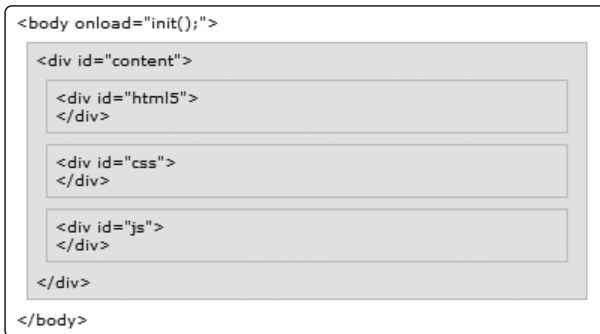 <body onload="init();">
<div id="content">
<div id="html5">
</div>
<div id="css">
</div>
<div id="js">
</div>
</div>
</body>